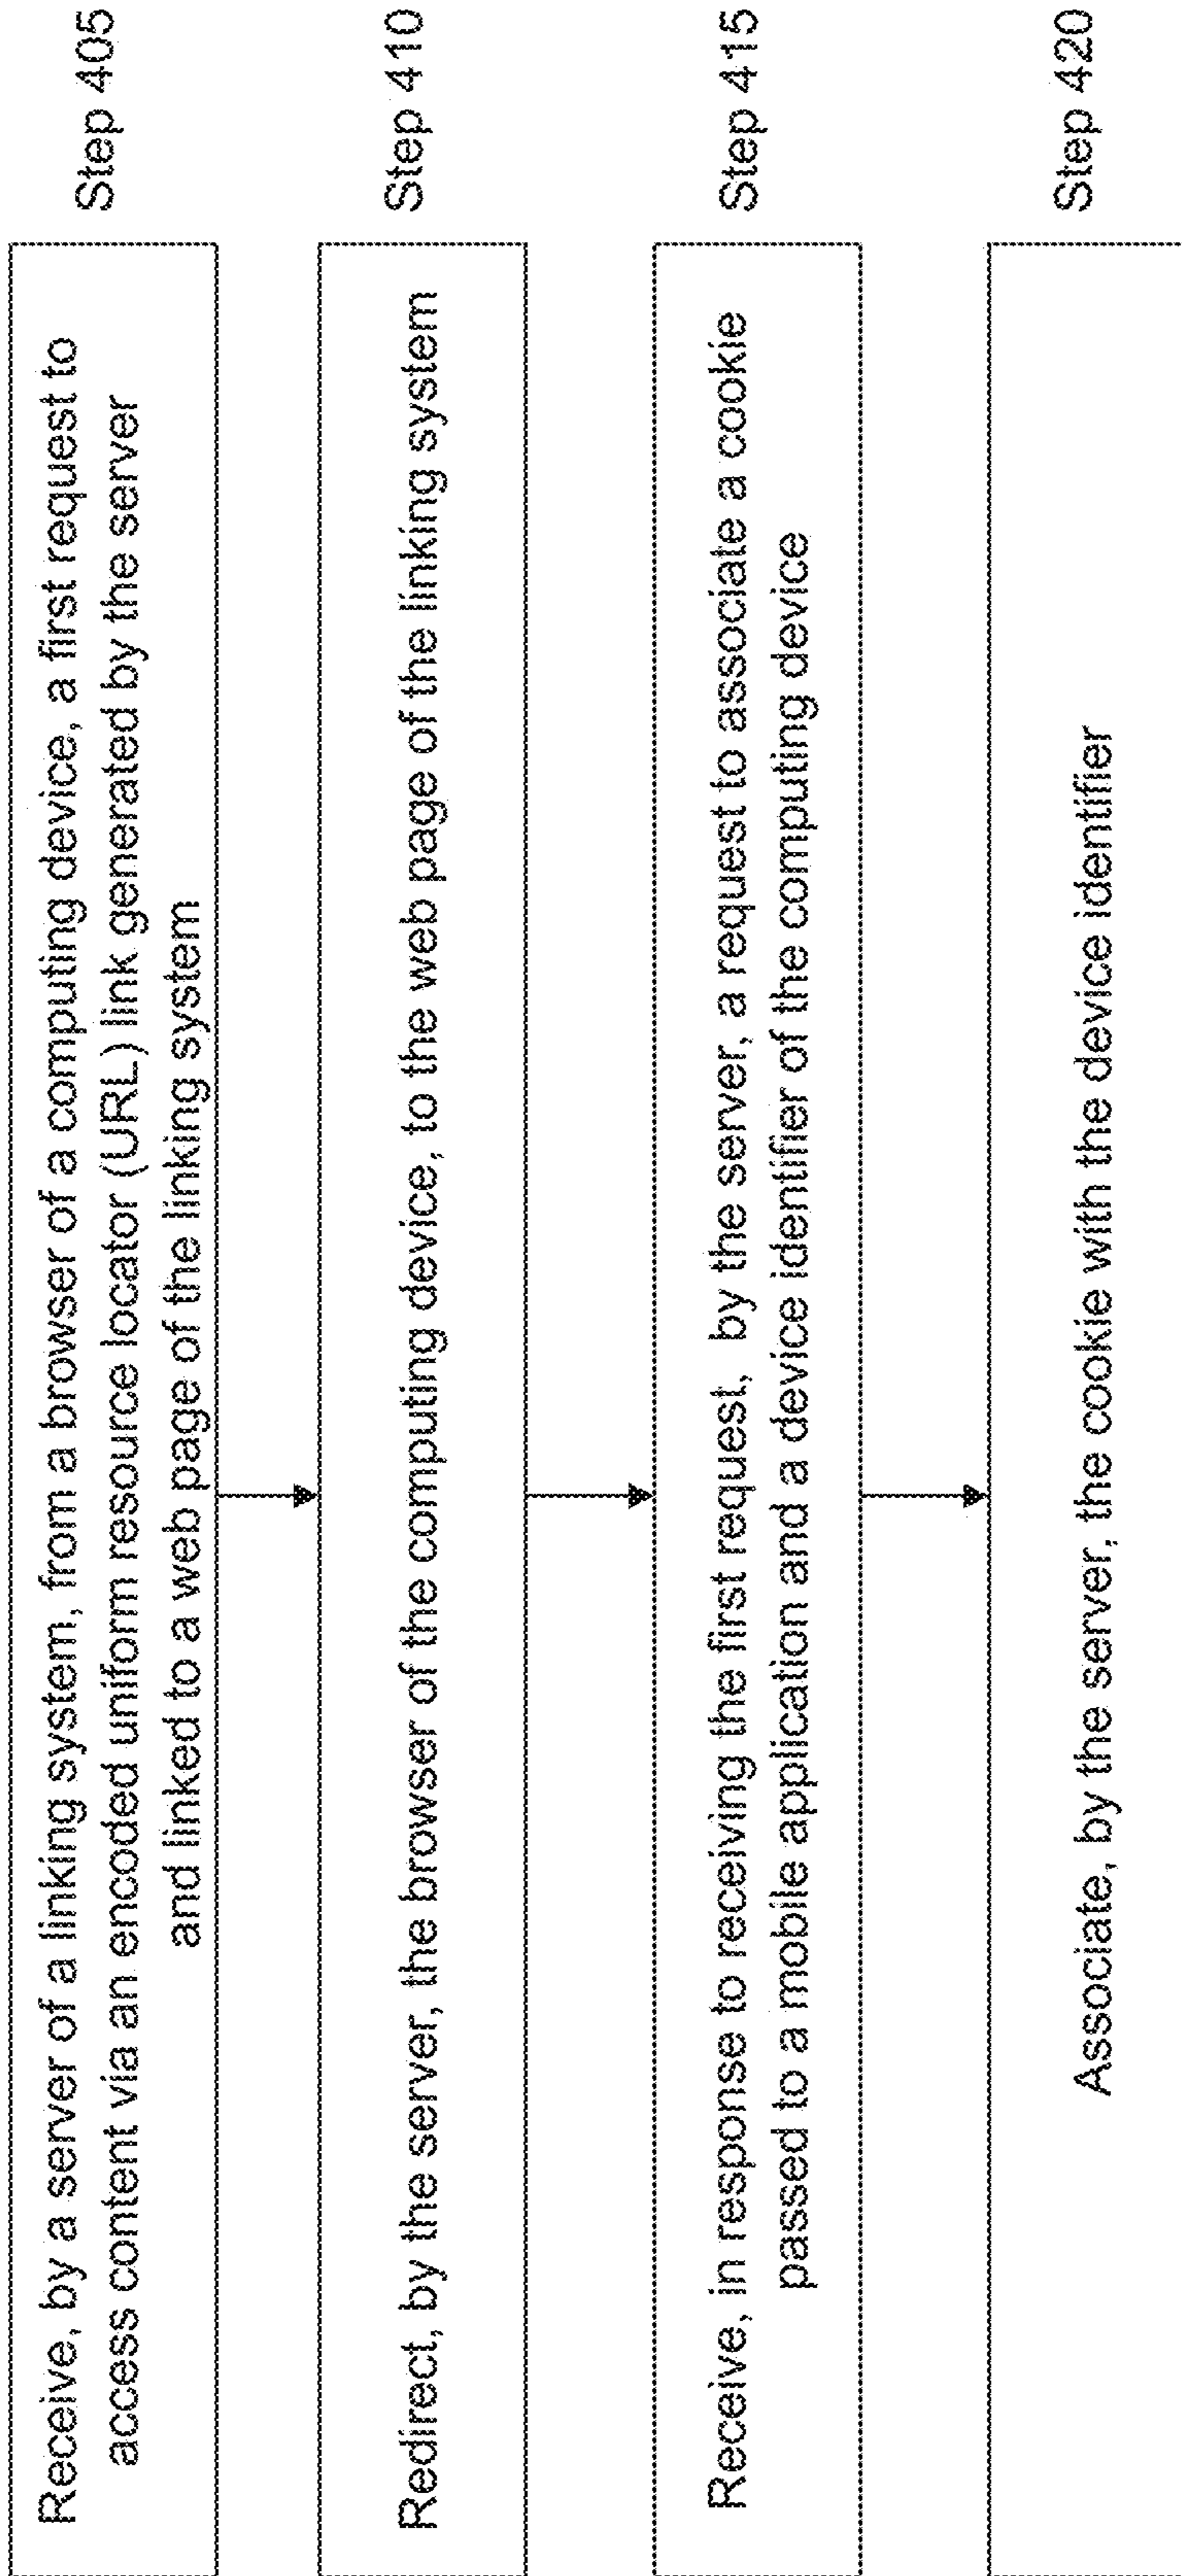 Receive, by a server of a linking system, from a browser of a computing device, a first request to
access content via an encoded uniform resource locator (URL) link generated by the server
and linked to a web page of the linking system
Step 405
Redirect, by the server, the browser of the computing device, to the web page of the linking system
Step 410
Receive, in response to receiving the first request, by the server, a request to associate a cookie
passed to a mobile application and a device identifier of the computing device
Step 415
Associate, by the server, the cookie with the device identifier
Step 420